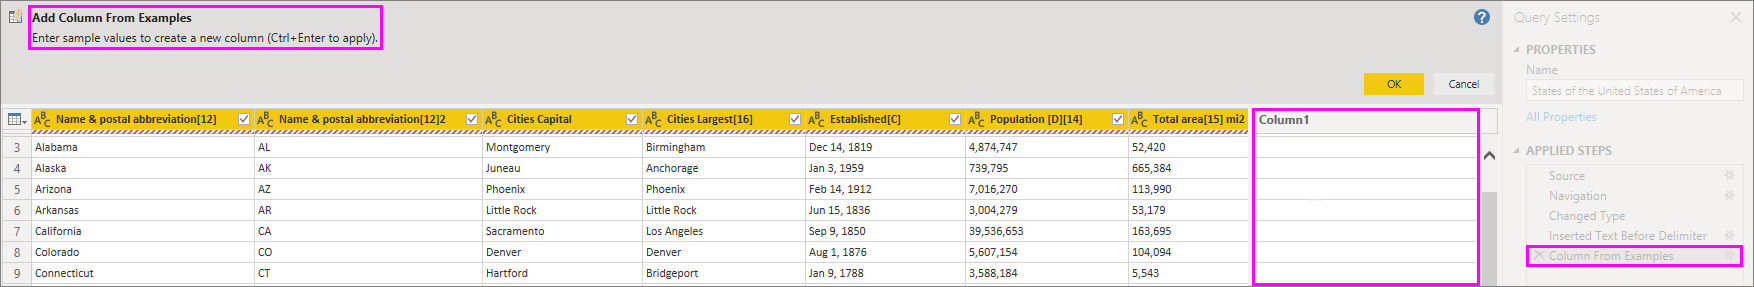 Add Column From Examples
Enter sample values to create a new column (Ctrl+Enter to apply).
?
OK Cancel
ABC Name & postal abbreviation[12] ABC Name & postal abbreviation[12]2 ABC Cities Capital ABC Cities Largest[16] ABC Established[C] ABC Population [D][14] ABC Total area[15] mi2 Column1
3 Alabama AL Montgomery Birmingham Dec 14, 1819 4,874,747 52,420
4 Alaska AK Juneau Anchorage Jan 3, 1959 739,795 665,384
5 Arizona AZ Phoenix Phoenix Feb 14, 1912 7,016,270 113,990
6 Arkansas AR Little Rock Little Rock Jun 15, 1836 3,004,279 53,179
7 California CA Sacramento Los Angeles Sep 9, 1850 39,536,653 163,695
8 Colorado CO Denver Denver Aug 1, 1876 5,607,154 104,094
9 Connecticut CT Hartford Bridgeport Jan 9, 1788 3,588,184 5,543
Query Settings
PROPERTIES
Name
States of the United States of America
All Properties
APPLIED STEPS
Source
Navigation
Changed Type
Inserted Text Before Delimiter
Column From Examples